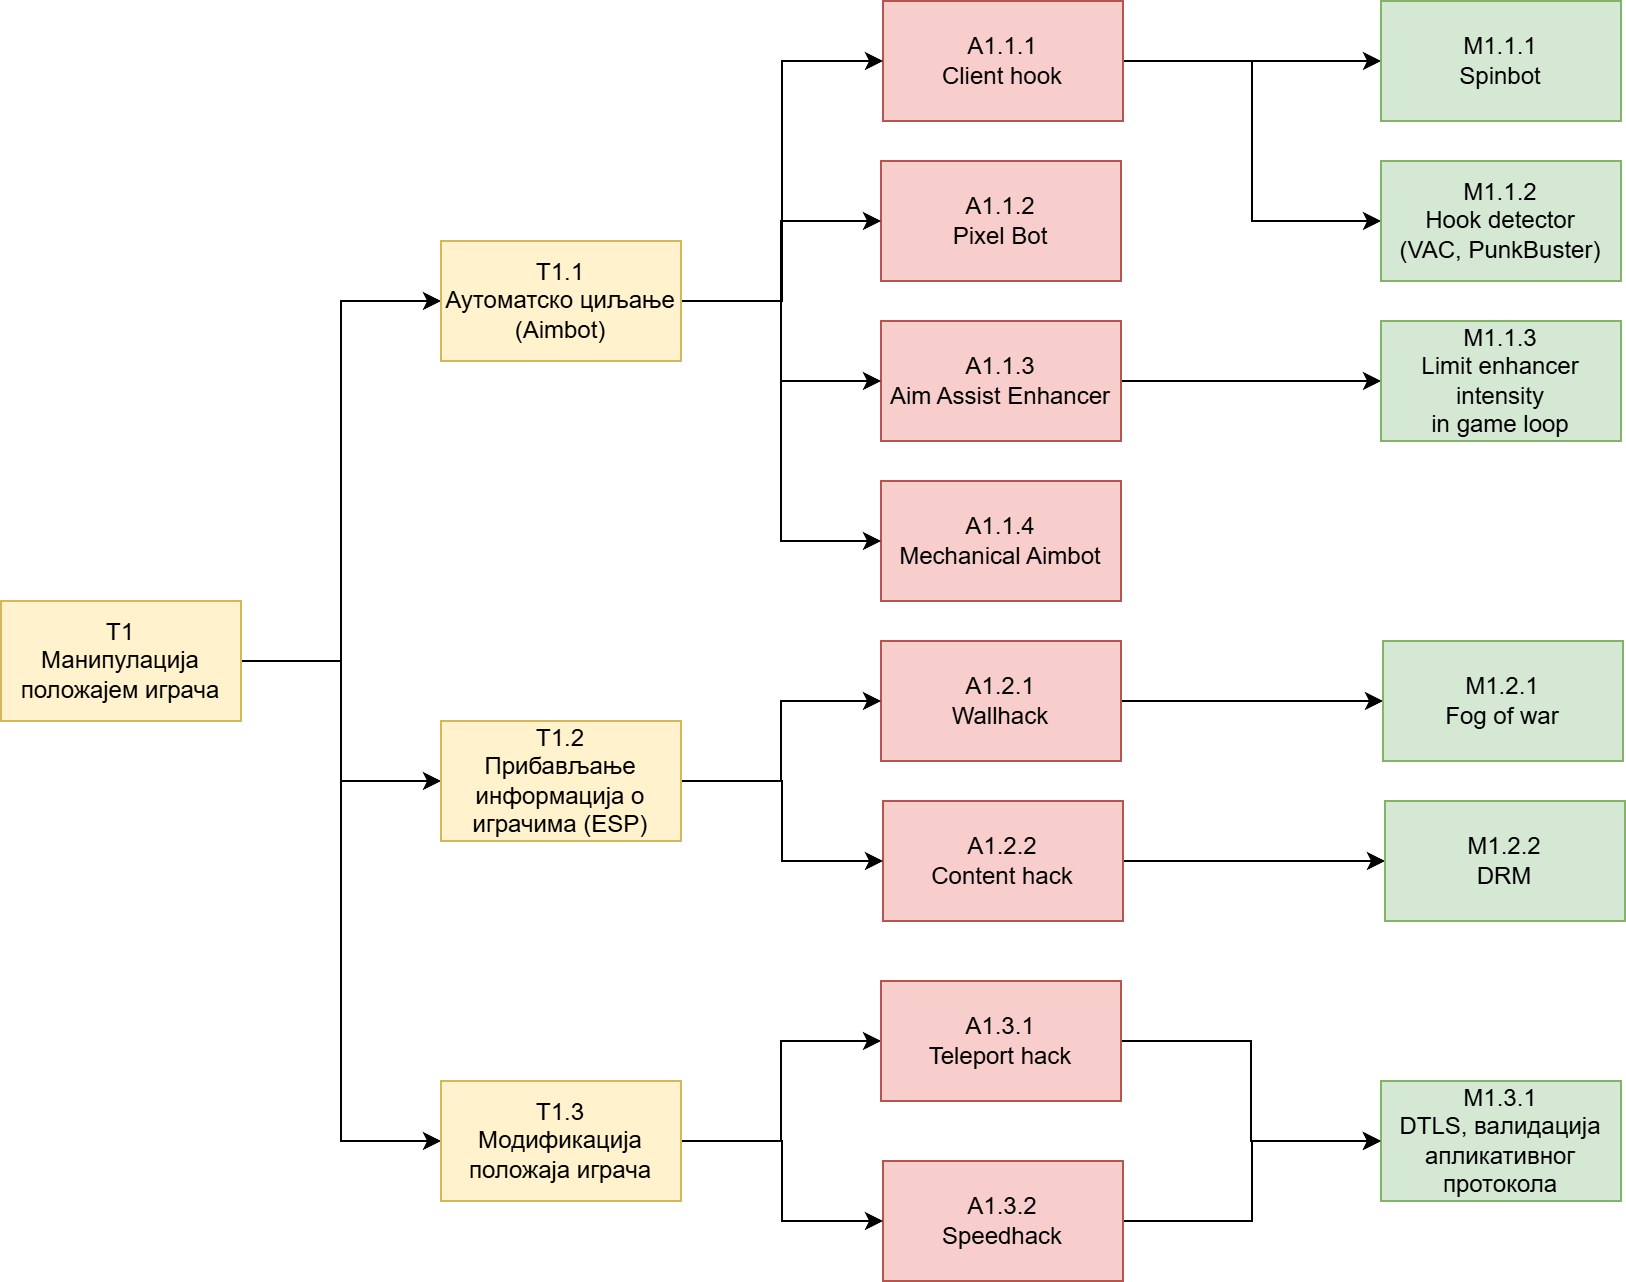 T1
Манипулација
положајем играча
T1.1
Аутоматско циљање
(Aimbot)
T1.2
Прибављање
информација о
играчима (ESP)
T1.3
Модификација
положаја играча
A1.1.1
Client hook
A1.1.2
Pixel Bot
A1.1.3
Aim Assist Enhancer
A1.1.4
Mechanical Aimbot
A1.2.1
Wallhack
A1.2.2
Content hack
A1.3.1
Teleport hack
A1.3.2
Speedhack
M1.1.1
Spinbot
M1.1.2
Hook detector
(VAC, PunkBuster)
M1.1.3
Limit enhancer
intensity
in game loop
M1.2.1
Fog of war
M1.2.2
DRM
M1.3.1
DTLS, валидација
апликативног
протокола